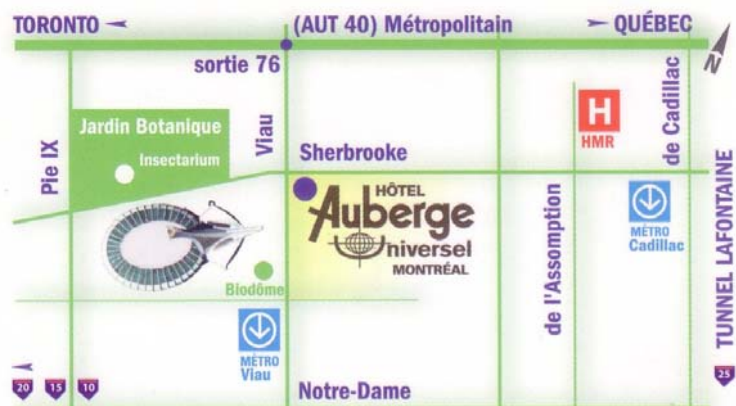 TORONTO
(AUT 40) Métropolitain
QUÉBEC
sortie 76
N
Jardin Botanique
Insectarium
Pie IX
Viau
Sherbrooke
H
HMR
de Cadillac
HÔTEL
Auberge
Universel
MONTRÉAL
MÉTRO
Cadillac
de l'Assomption
TUNNEL LAFONTAINE
Biodôme
MÉTRO
Viau
20 15 10
Notre-Dame
25